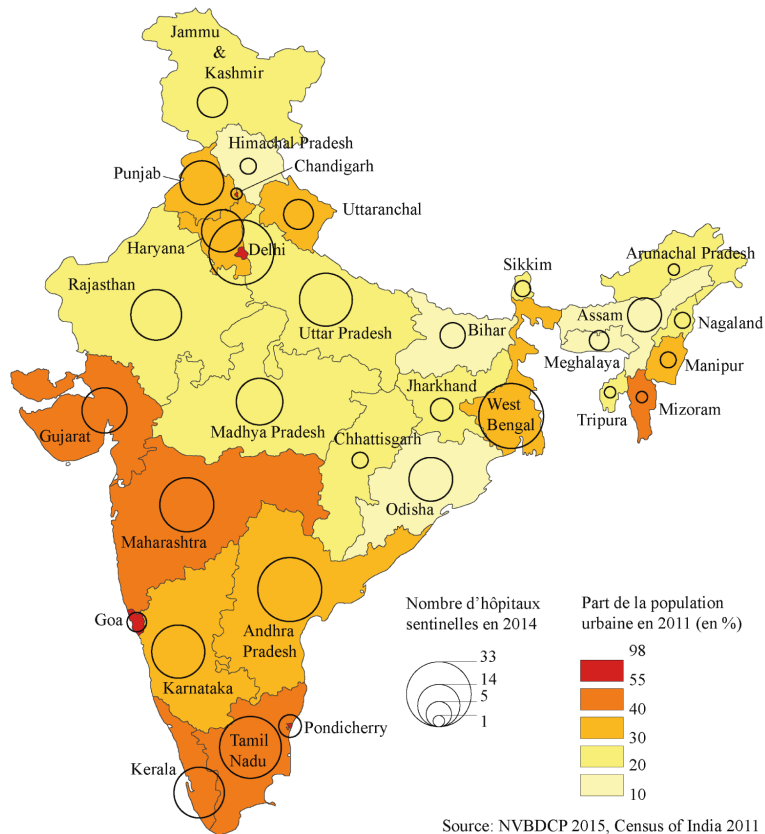 Jammu
&
Kashmir
Himachal Pradesh
Chandigarh
Punjab
Uttaranchal
Haryana
Delhi
Rajasthan
Uttar Pradesh
Sikkim
Arunachal Pradesh
Assam
Nagaland
Bihar
Meghalaya
Manipur
Jharkhand
West
Bengal
Tripura
Mizoram
Gujarat
Madhya Pradesh
Chhattisgarh
Odisha
Maharashtra
Goa
Andhra
Pradesh
Karnataka
Pondicherry
Tamil
Nadu
Kerala
Nombre d’hôpitaux
sentinelles en 2014
33
14
5
1
Part de la population
urbaine en 2011 (en %)
98
55
40
30
20
10
Source: NVBDCP 2015, Census of India 2011